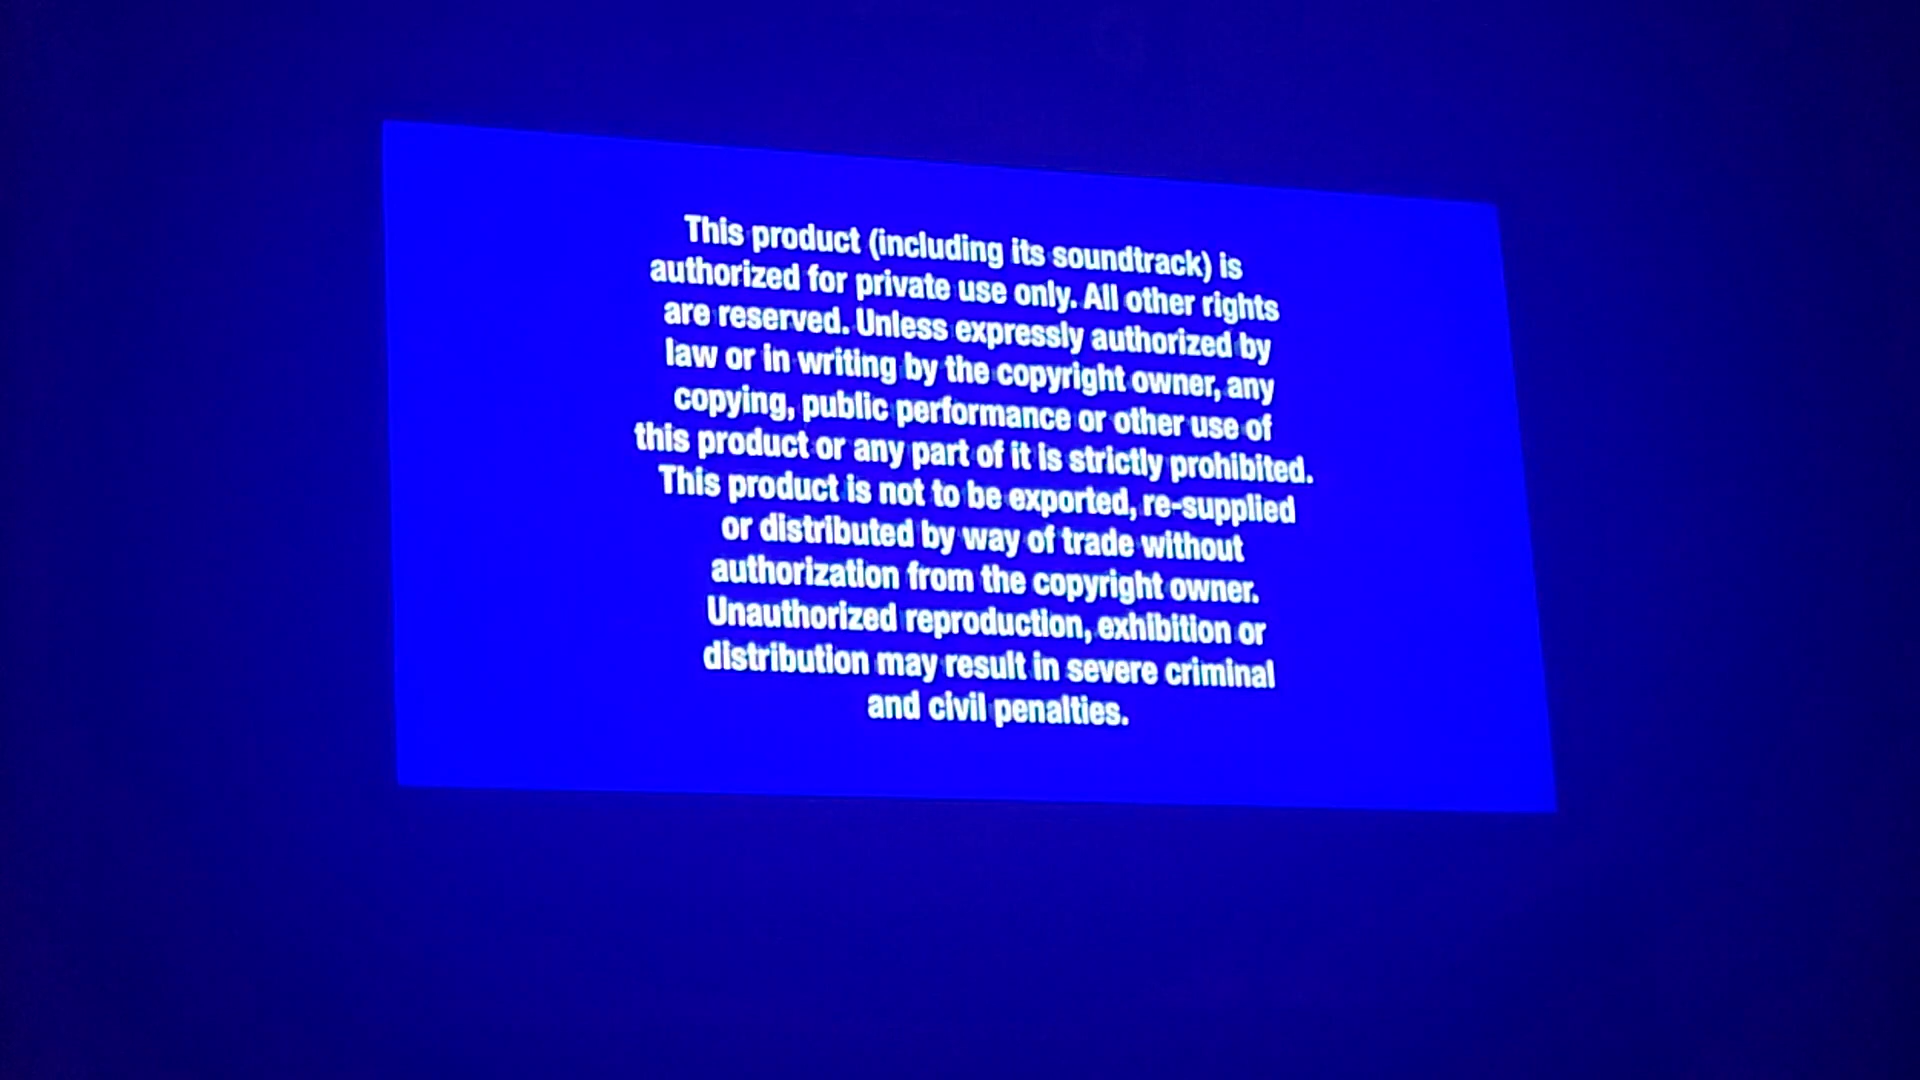 This product (including its soundtrack) is
authorized for private use only. All other rights
are reserved. Unless expressly authorized by
law or in writing by the copyright owner, any
copying, public performance or other use of
this product or any part of it is strictly prohibited.
This product is not to be exported, re-supplied
or distributed by way of trade without
authorization from the copyright owner.
Unauthorized reproduction, exhibition or
distribution may result in severe criminal
and civil penalties.